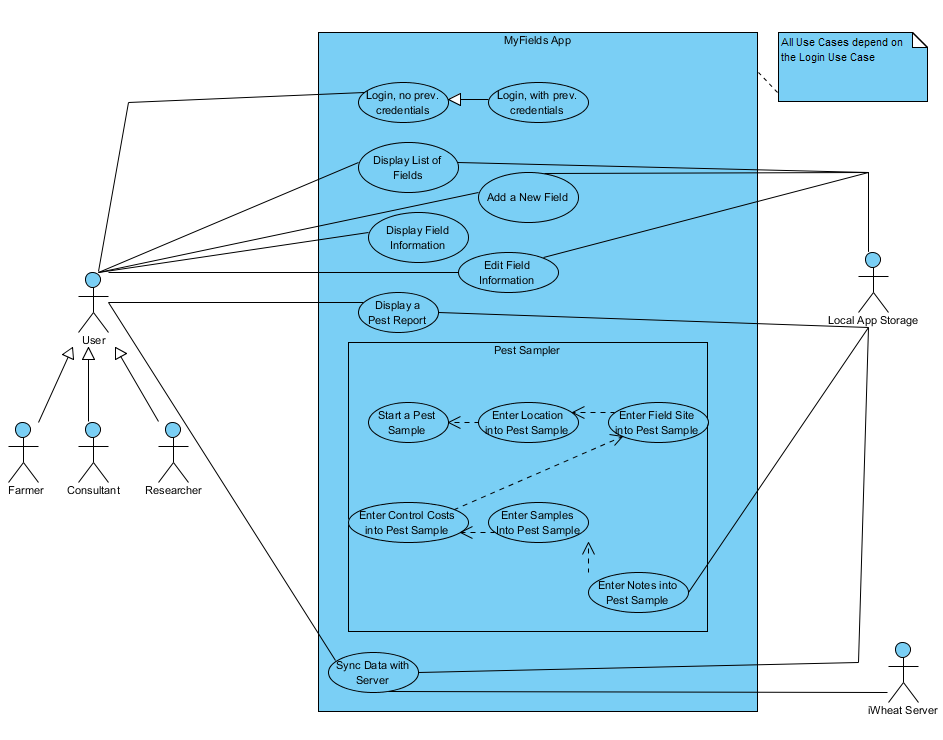 MyFields App
All Use Cases depend on
the Login Use Case
Login, no prev.
credentials
Login, with prev.
credentials
Display List of
Fields
Add a New Field
Display Field
Information
Edit Field
Information
Display a
Pest Report
User
Local App Storage
Pest Sampler
Start a Pest
Sample
Enter Location
into Pest Sample
Enter Field Site
into Pest Sample
Farmer
Consultant
Researcher
Enter Control Costs
into Pest Sample
Enter Samples
Into Pest Sample
Enter Notes into
Pest Sample
Sync Data with
Server
iWheat Server